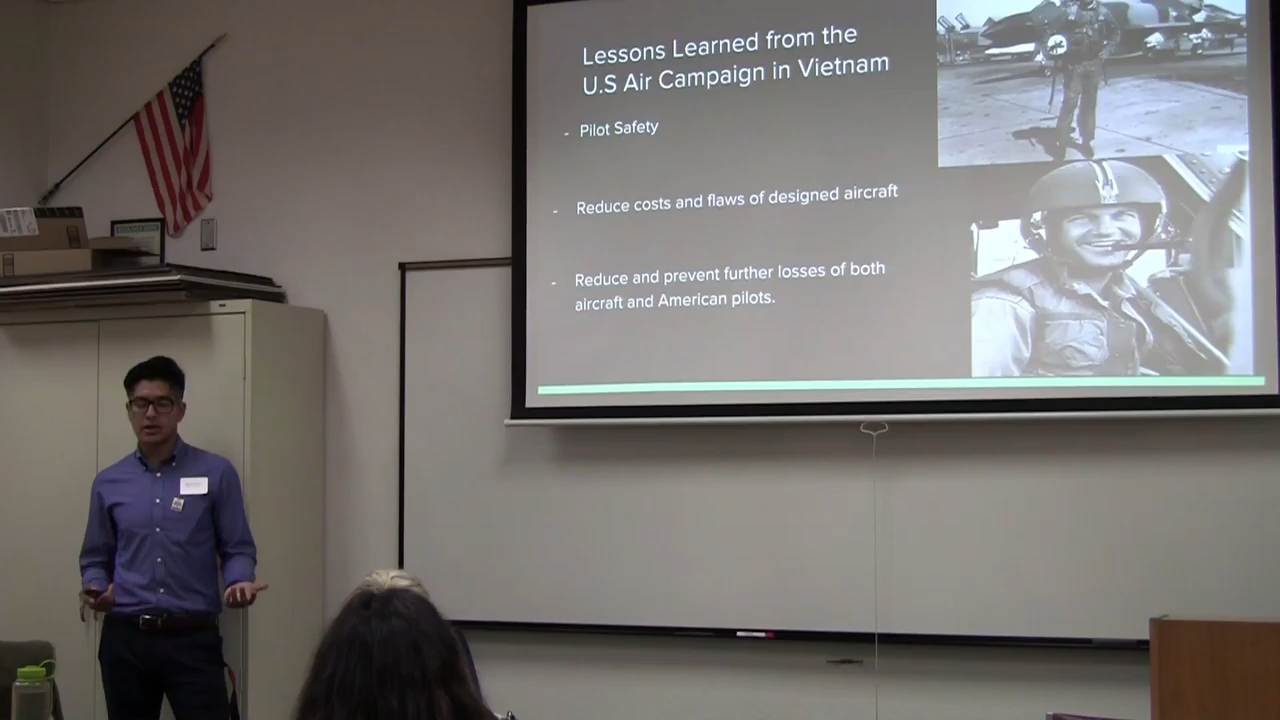 Lessons Learned from the
U.S Air Campaign in Vietnam
- Pilot Safety
- Reduce costs and flaws of designed aircraft
- Reduce and prevent further losses of both
aircraft and American pilots.